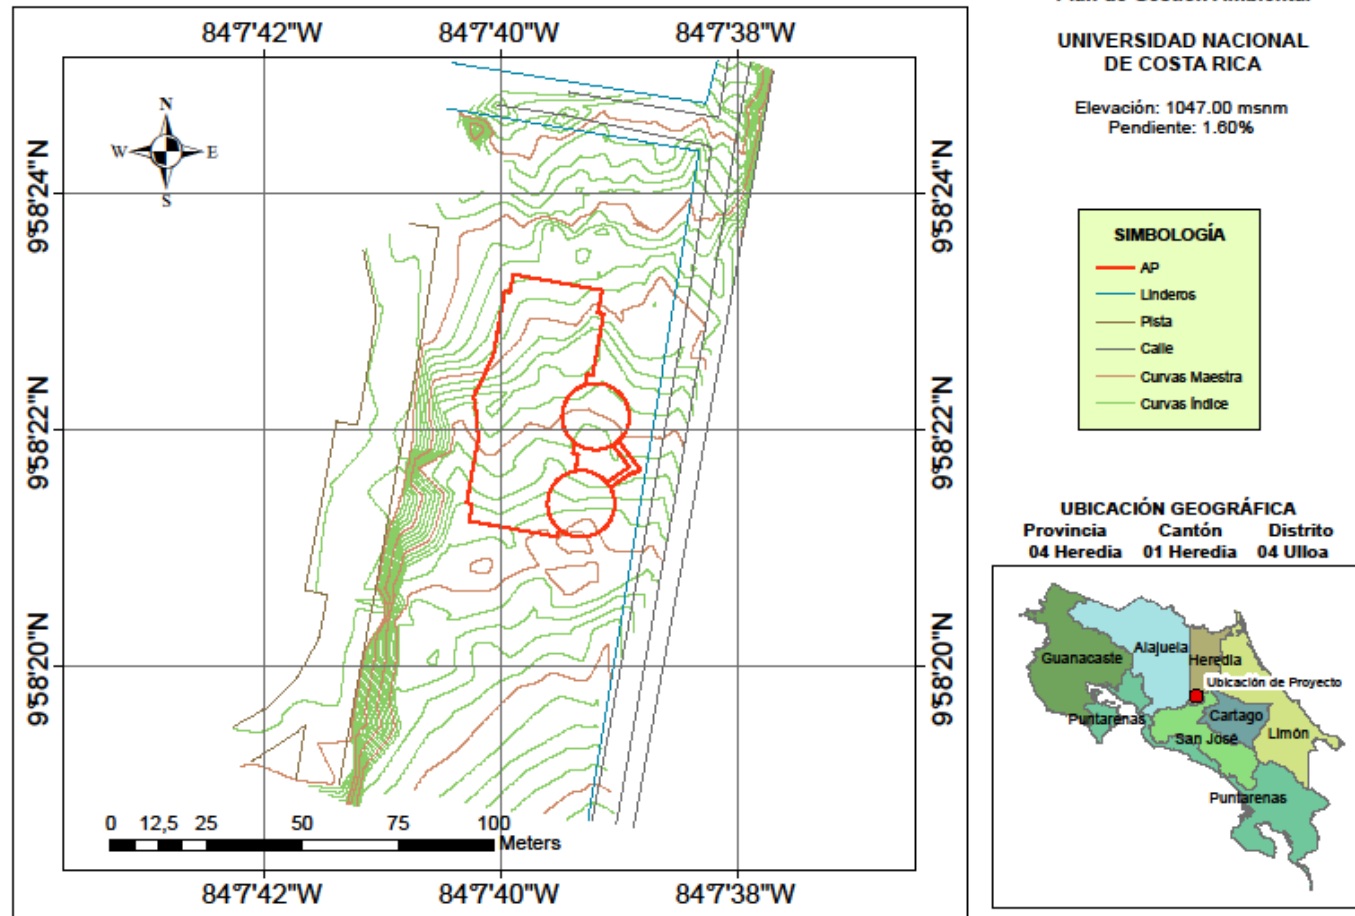 Plan de Gestión Ambiental
UNIVERSIDAD NACIONAL
DE COSTA RICA
Elevación: 1047.00 msnm
Pendiente: 1.60%
84°7'42"W 84°7'40"W 84°7'38"W
N
W E
S
9°58'24"N 9°58'24"N
9°58'22"N 9°58'22"N
9°58'20"N 9°58'20"N
0 12,5 25 50 75 100
Meters
84°7'42"W 84°7'40"W 84°7'38"W
SIMBOLOGÍA
AP
Linderos
Pista
Calle
Curvas Maestra
Curvas Índice
UBICACIÓN GEOGRÁFICA
Provincia Cantón Distrito
04 Heredia 01 Heredia 04 Ulloa
Alajuela
Guanacaste
Heredia
Ubicación de Proyecto
Puntarenas
Cartago
San José
Limón
Puntarenas